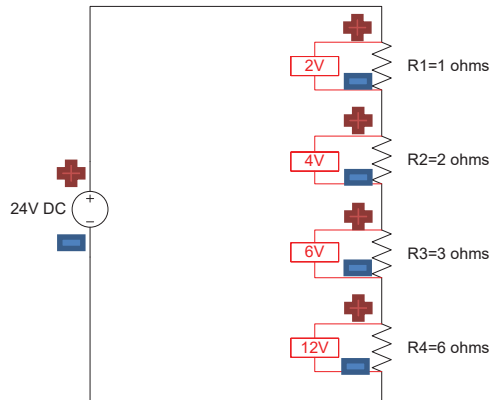 2V
R1=1 ohms
4V
R2=2 ohms
24V DC
6V
R3=3 ohms
12V
R4=6 ohms